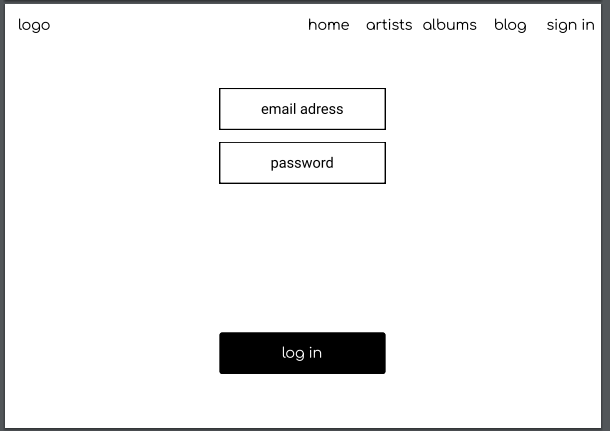 logo home artists albums blog sign in
email adress
password
log in